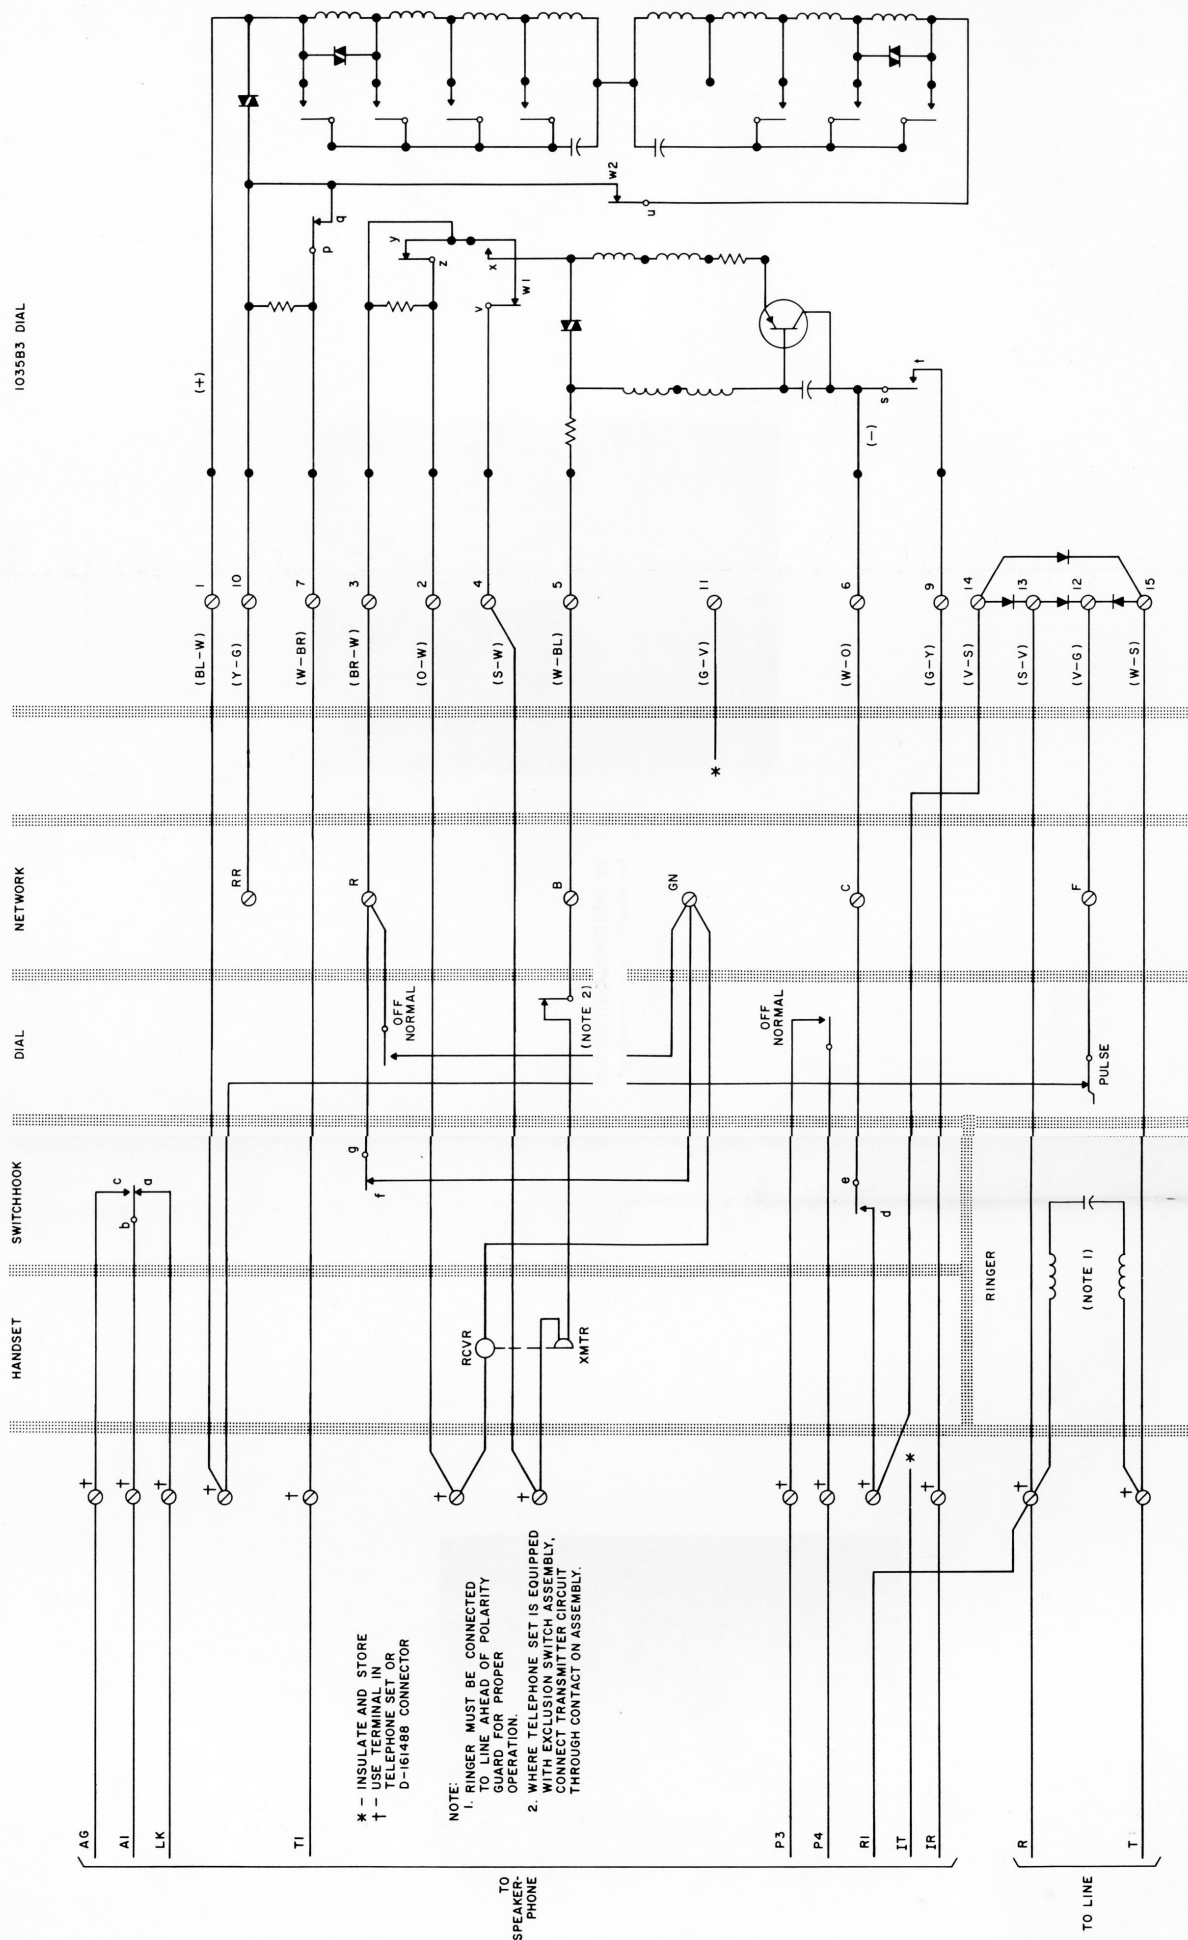 1035B3 DIAL
NETWORK
DIAL
SWITCHHOOK
HANDSET
(+)
(BL-W)
1
(Y-G)
10
(W-BR)
7
(BR-W)
3
(O-W)
2
(S-W)
4
(W-BL)
5
(G-V)
11
(W-O)
6
(G-Y)
9
(V-S)
14
(S-V)
13
(V-G)
12
(W-S)
15
q
p
y
z
x
v
w1
w2
u
(-)
s
t
*
RR
R
B
GN
C
F
OFF
NORMAL
(NOTE 2)
OFF
NORMAL
PULSE
c
b
a
g
f
e
d
RCVR
XMTR
RINGER
(NOTE 1)
†
†
†
†
†
†
†
†
†
†
*
†
†
†
* - INSULATE AND STORE
† - USE TERMINAL IN
TELEPHONE SET OR
D-161488 CONNECTOR
NOTE:
1. RINGER MUST BE CONNECTED
TO LINE AHEAD OF POLARITY
GUARD FOR PROPER
OPERATION.
2. WHERE TELEPHONE SET IS EQUIPPED
WITH EXCLUSION SWITCH ASSEMBLY,
CONNECT TRANSMITTER CIRCUIT
THROUGH CONTACT ON ASSEMBLY.
AG
A1
LK
T1
P3
P4
R1
IT
IR
R
T
TO
SPEAKER-
PHONE
TO LINE